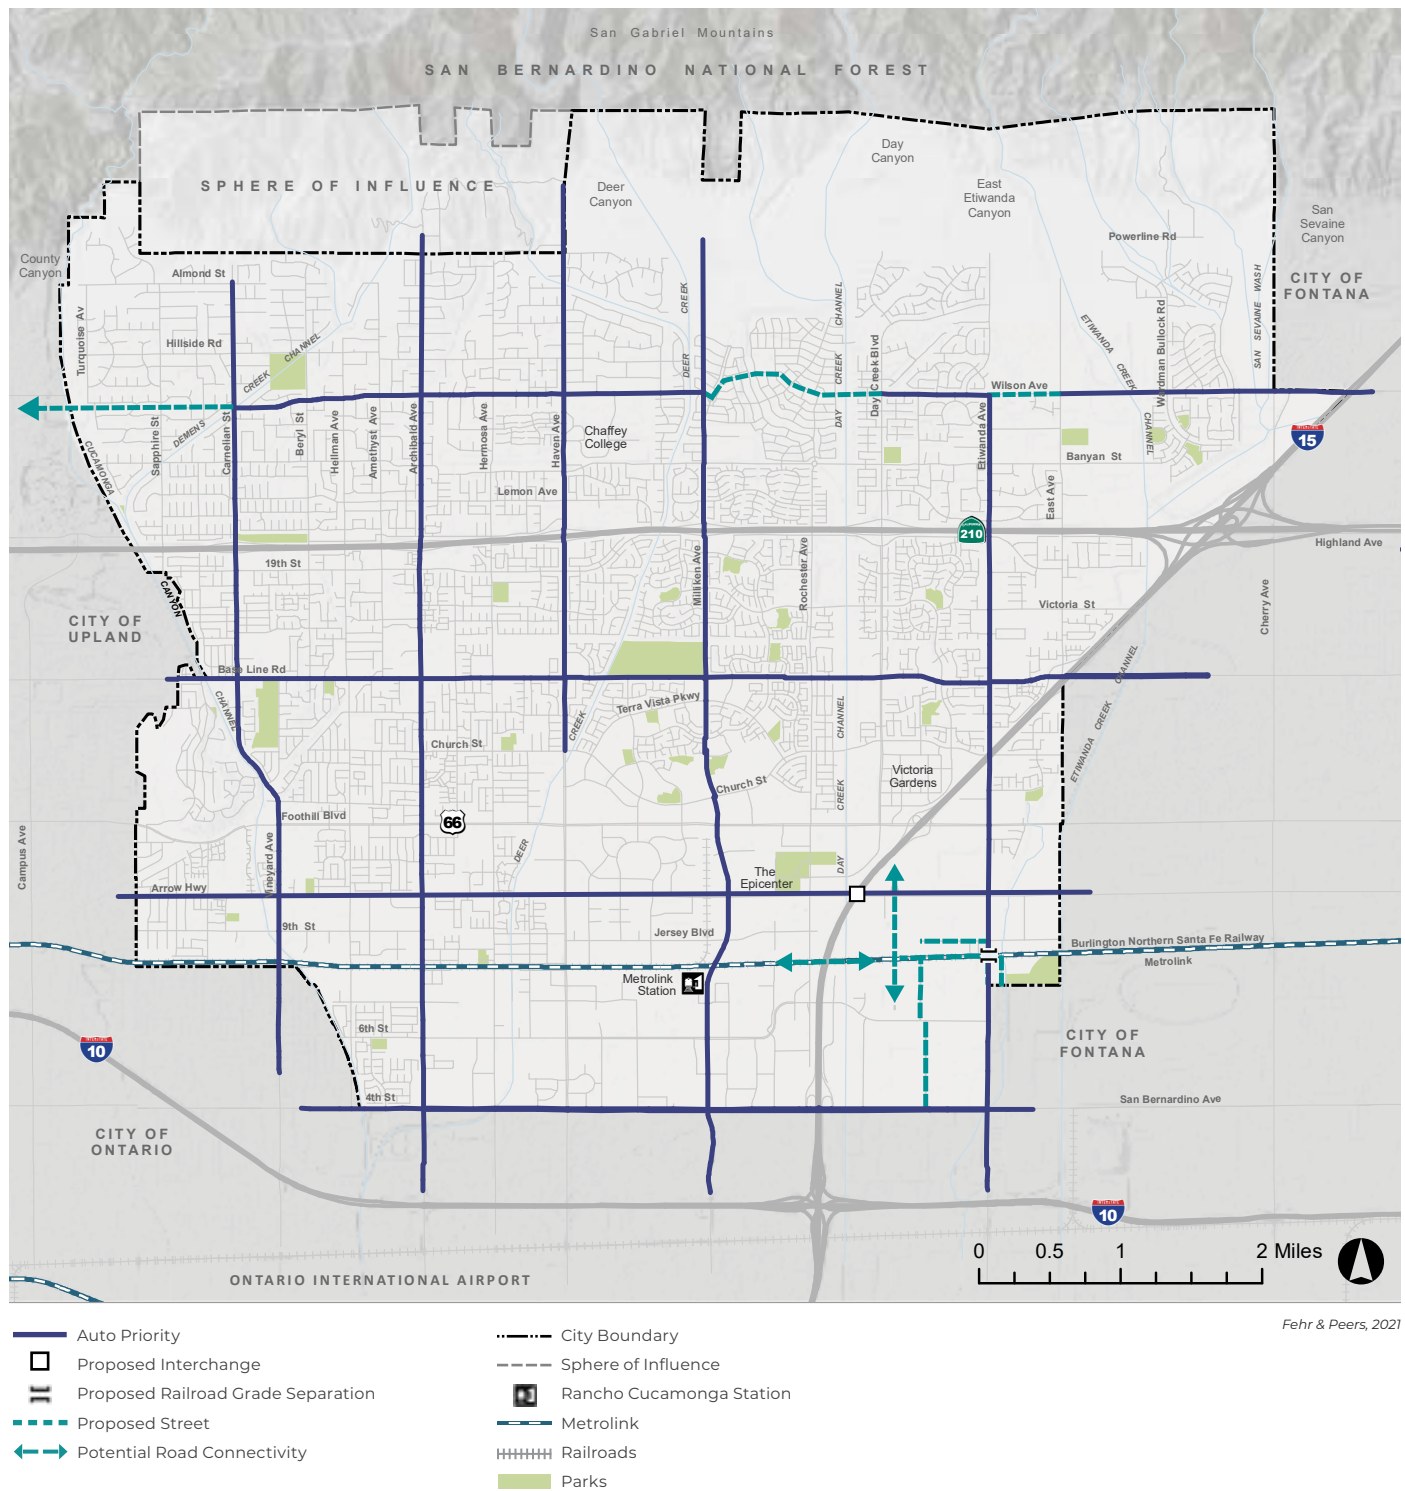 San Gabriel Mountains
SAN BERNARDINO NATIONAL FOREST
Day
Canyon
SPHERE OF INFLUENCE
Deer
Canyon
East
Etiwanda
Canyon
San
Sevaine
Canyon
Powerline Rd
County
Canyon
Almond St
CITY OF
FONTANA
Turquoise Av
Hillside Rd
CREEK
CHANNEL
DEER
CREEK
DAY
CREEK
CHANNEL
Day Creek Blvd
ETIWANDA
CREEK
CHANNEL
Wardman Bullock Rd
SAN SEVAINE WASH
Wilson Ave
Sapphire St
DEMENS
Carnelian St
Beryl St
Hellman Ave
Amethyst Ave
Archibald Ave
Hermosa Ave
Haven Ave
Chaffey
College
Etiwanda Ave
INTERSTATE
15
CUCAMONGA
Banyan St
Lemon Ave
East Ave
CALIFORNIA
210
Highland Ave
19th St
Milliken Ave
Rochester Ave
CANYON
Victoria St
Cherry Ave
CITY OF
UPLAND
Base Line Rd
CHANNEL
CHANNEL
Terra Vista Pkwy
CREEK
CHANNEL
ETIWANDA CREEK
Church St
Church St
Victoria
Gardens
CREEK
Foothill Blvd
66
Campus Ave
Vineyard Ave
DEER
DAY
The
Epicenter
Arrow Hwy
9th St
Jersey Blvd
Burlington Northern Santa Fe Railway
Metrolink
Metrolink
Station
6th St
INTERSTATE
10
CITY OF
FONTANA
4th St
San Bernardino Ave
CITY OF
ONTARIO
INTERSTATE
10
0 0.5 1 2 Miles
ONTARIO INTERNATIONAL AIRPORT
Fehr & Peers, 2021
Auto Priority
Proposed Interchange
Proposed Railroad Grade Separation
Proposed Street
Potential Road Connectivity
City Boundary
Sphere of Influence
Rancho Cucamonga Station
Metrolink
Railroads
Parks